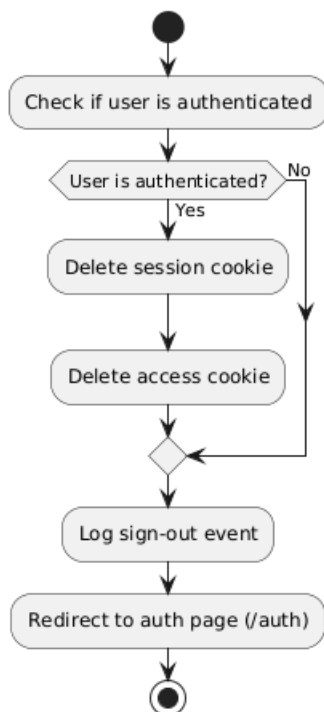 Check if user is authenticated
User is authenticated?
No
Yes
Delete session cookie
Delete access cookie
Log sign-out event
Redirect to auth page (/auth)